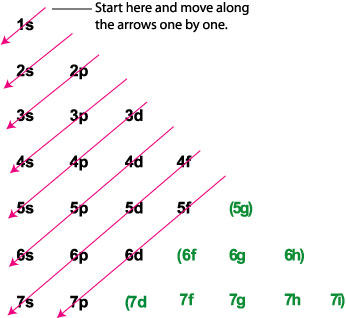 Start here and move along
the arrows one by one.
1s
2s 2p
3s 3p 3d
4s 4p 4d 4f
5s 5p 5d 5f (5g)
6s 6p 6d (6f 6g 6h)
7s 7p (7d 7f 7g 7h 7i)